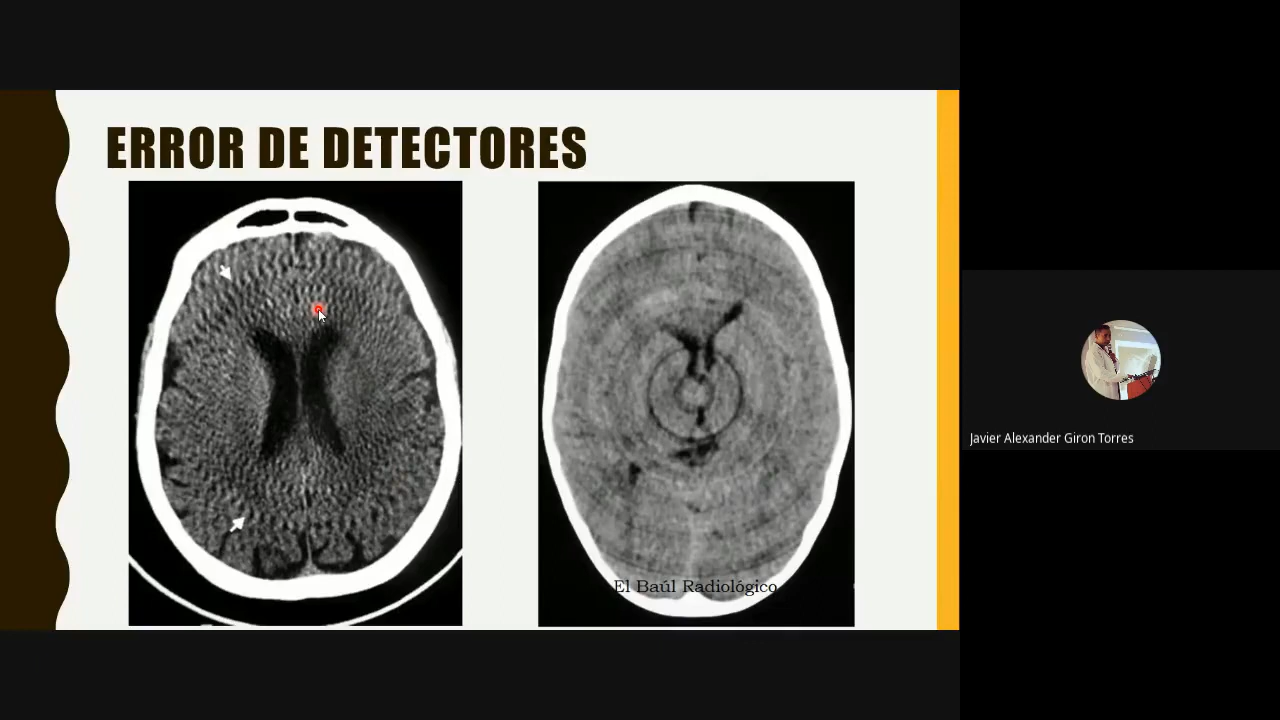 ERROR DE DETECTORES
El Baúl Radiológico
Javier Alexander Giron Torres